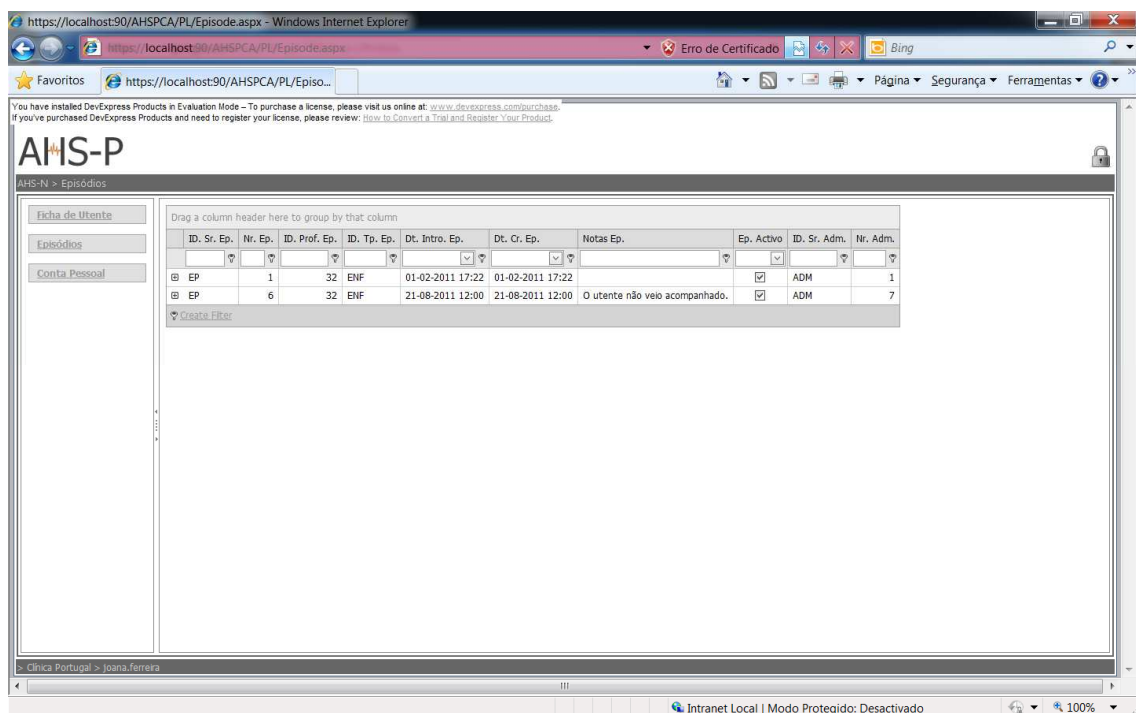 https://localhost:90/AHSPCA/PL/Episode.aspx - Windows Internet Explorer
https://localhost:90/AHSPCA/PL/Episode.aspx
Erro de Certificado
Bing
Favoritos
https://localhost:90/AHSPCA/PL/Episo...
Página
Segurança
Ferramentas
You have installed DevExpress Products in Evaluation Mode – To purchase a license, please visit us online at: www.devexpress.com/purchase.
If you've purchased DevExpress Products and need to register your license, please review: How to Convert a Trial and Register Your Product.
AHS-P
AHS-N > Episódios
Ficha de Utente
Episódios
Conta Pessoal
Drag a column header here to group by that column
ID. Sr. Ep. Nr. Ep. ID. Prof. Ep. ID. Tp. Ep. Dt. Intro. Ep. Dt. Cr. Ep. Notas Ep. Ep. Activo ID. Sr. Adm. Nr. Adm.
EP 1 32 ENF 01-02-2011 17:22 01-02-2011 17:22 ADM 1
EP 6 32 ENF 21-08-2011 12:00 21-08-2011 12:00 O utente não veio acompanhado. ADM 7
Create Filter
> Clínica Portugal > joana.ferreira
Intranet Local | Modo Protegido: Desactivado
100%